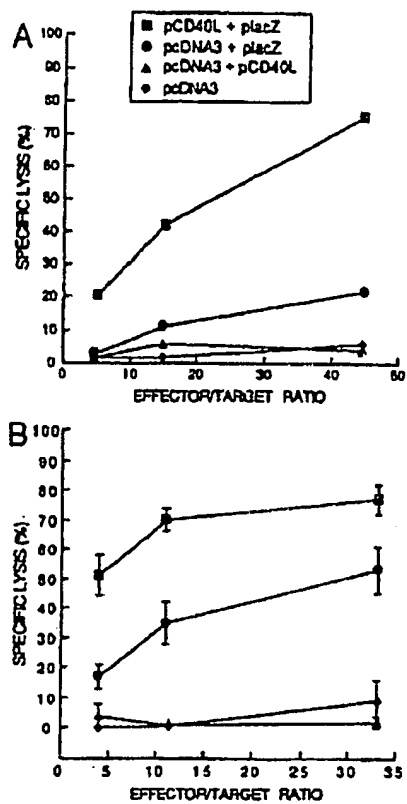 A
pCD40L + placZ
pcDNA3 + placZ
pcDNA3 + pCD40L
pcDNA3
100
90
80
70
60
50
40
30
20
10
0
SPECIFIC LYSIS (%)
0 10 20 30 40 50
EFFECTOR/TARGET RATIO
B
100
90
80
70
60
50
40
30
20
10
0
SPECIFIC LYSIS (%)
0 5 10 15 20 25 30 35
EFFECTOR/TARGET RATIO